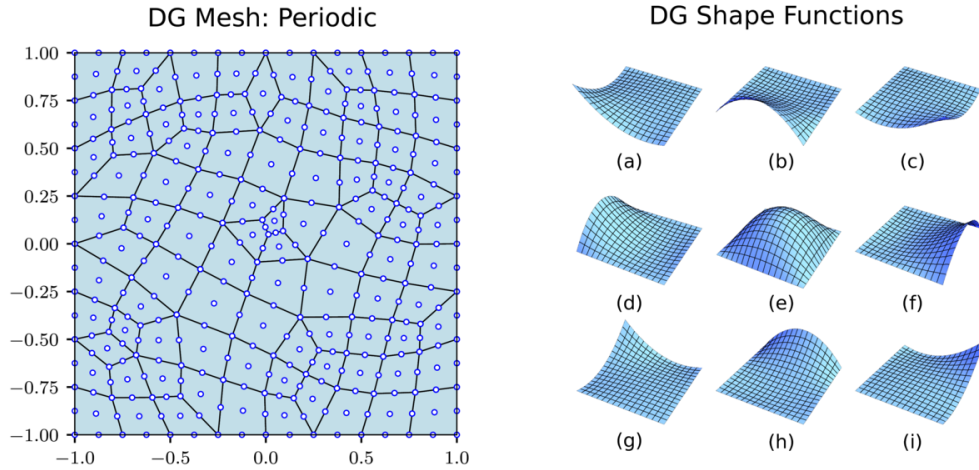 DG Mesh: Periodic
1.00
0.75
0.50
0.25
0.00
−0.25
−0.50
−0.75
−1.00
−1.0
−0.5
0.0
0.5
1.0
DG Shape Functions
(a)
(b)
(c)
(d)
(e)
(f)
(g)
(h)
(i)